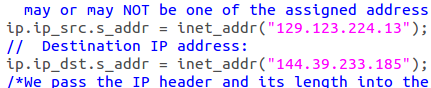 may or may NOT be one of the assigned address
ip.ip_src.s_addr = inet_addr("129.123.224.13");
//  Destination IP address:
ip.ip_dst.s_addr = inet_addr("144.39.233.185");
/*We pass the IP header and its length into the